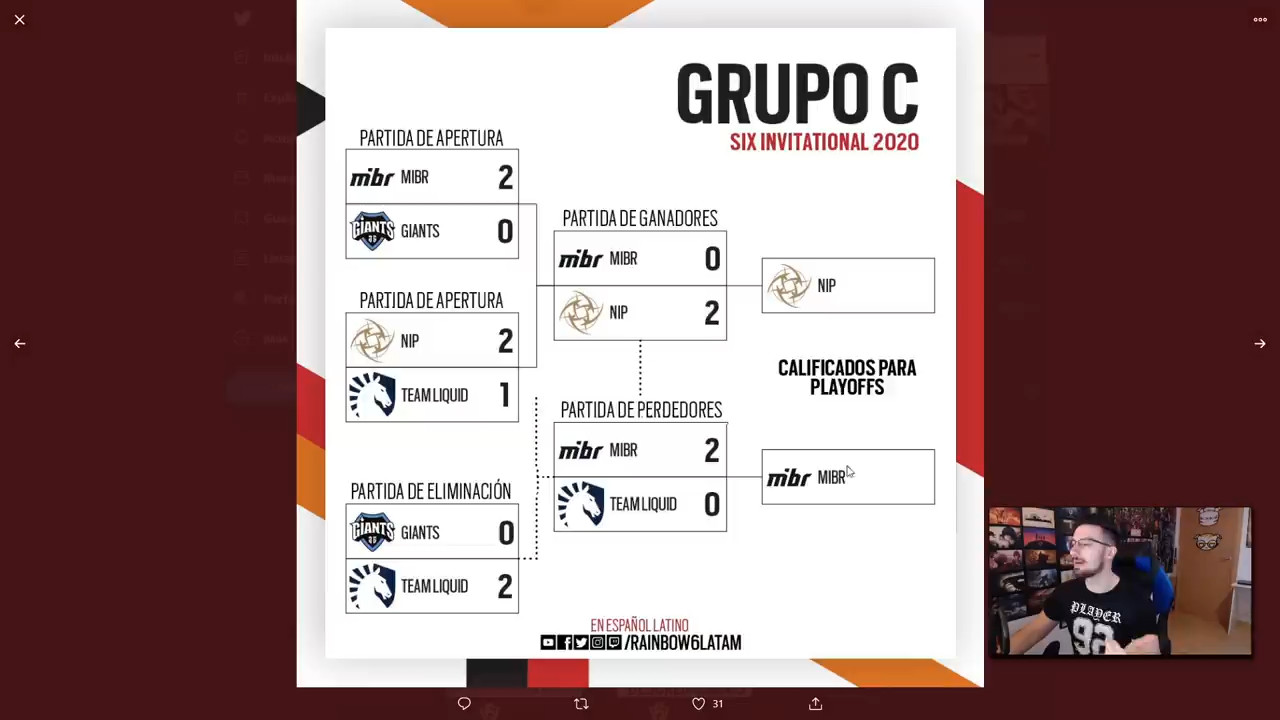 GRUPO C
SIX INVITATIONAL 2020
PARTIDA DE APERTURA
mibr MIBR 2
GIANTS GIANTS 0
PARTIDA DE APERTURA
NIP 2
TEAM LIQUID 1
PARTIDA DE ELIMINACIÓN
GIANTS GIANTS 0
TEAM LIQUID 2
PARTIDA DE GANADORES
mibr MIBR 0
NIP 2
PARTIDA DE PERDEDORES
mibr MIBR 2
TEAM LIQUID 0
NIP
CALIFICADOS PARA
PLAYOFFS
mibr MIBR
EN ESPAÑOL LATINO
/RAINBOW6LATAM
PLAYER
92
31